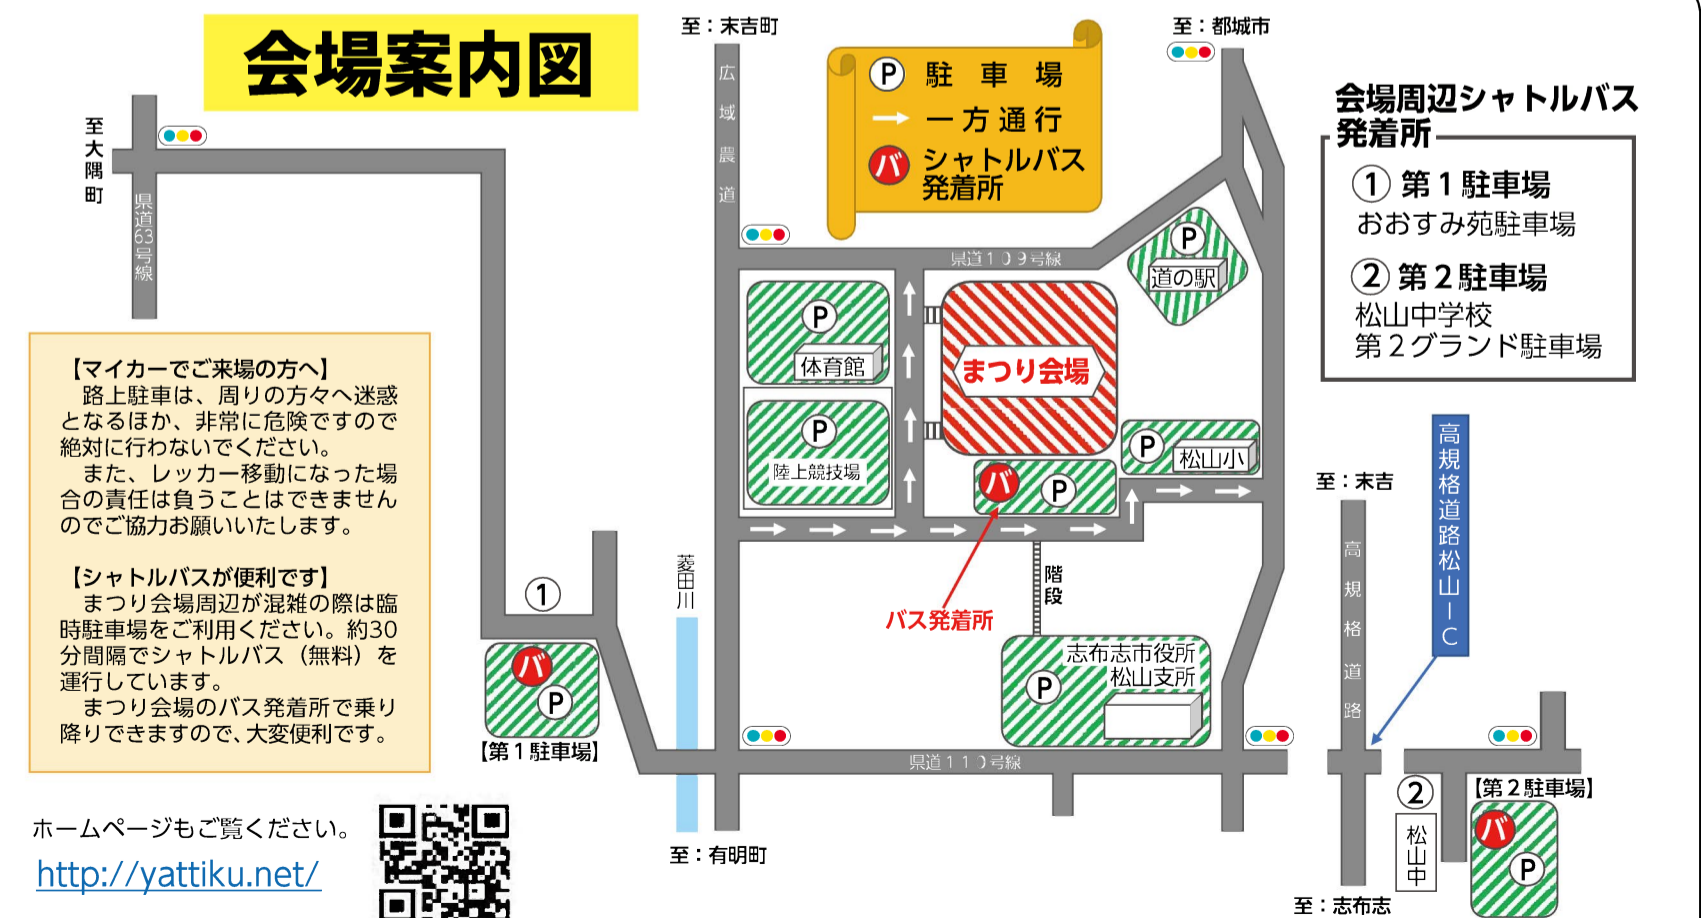 会場案内図
至：末吉町
至：都城市
Ⓟ 駐車場
一方通行
バ シャトルバス
発着所
会場周辺シャトルバス
発着所
① 第１駐車場
おおすみ苑駐車場
② 第２駐車場
松山中学校
第２グランド駐車場
至大隅町
県道63号線
広域農道
県道１０９号線
P
道の駅
P
体育館
まつり会場
P
陸上競技場
P
松山小
バ
P
バス発着所
階段
菱田川
①
バ
P
【第１駐車場】
志布志市役所
松山支所
P
県道１１０号線
至：有明町
至：末吉
高規格道路
高規格道路松山ＩＣ
②
松山中
【第２駐車場】
バ
P
至：志布志
【マイカーでご来場の方へ】
路上駐車は、周りの方々へ迷惑
となるほか、非常に危険ですので
絶対に行わないでください。
また、レッカー移動になった場
合の責任は負うことはできません
のでご協力お願いいたします。
【シャトルバスが便利です】
まつり会場周辺が混雑の際は臨
時駐車場をご利用ください。約30
分間隔でシャトルバス（無料）を
運行しています。
まつり会場のバス発着所で乗り
降りできますので、大変便利です。
ホームページもご覧ください。
http://yattiku.net/